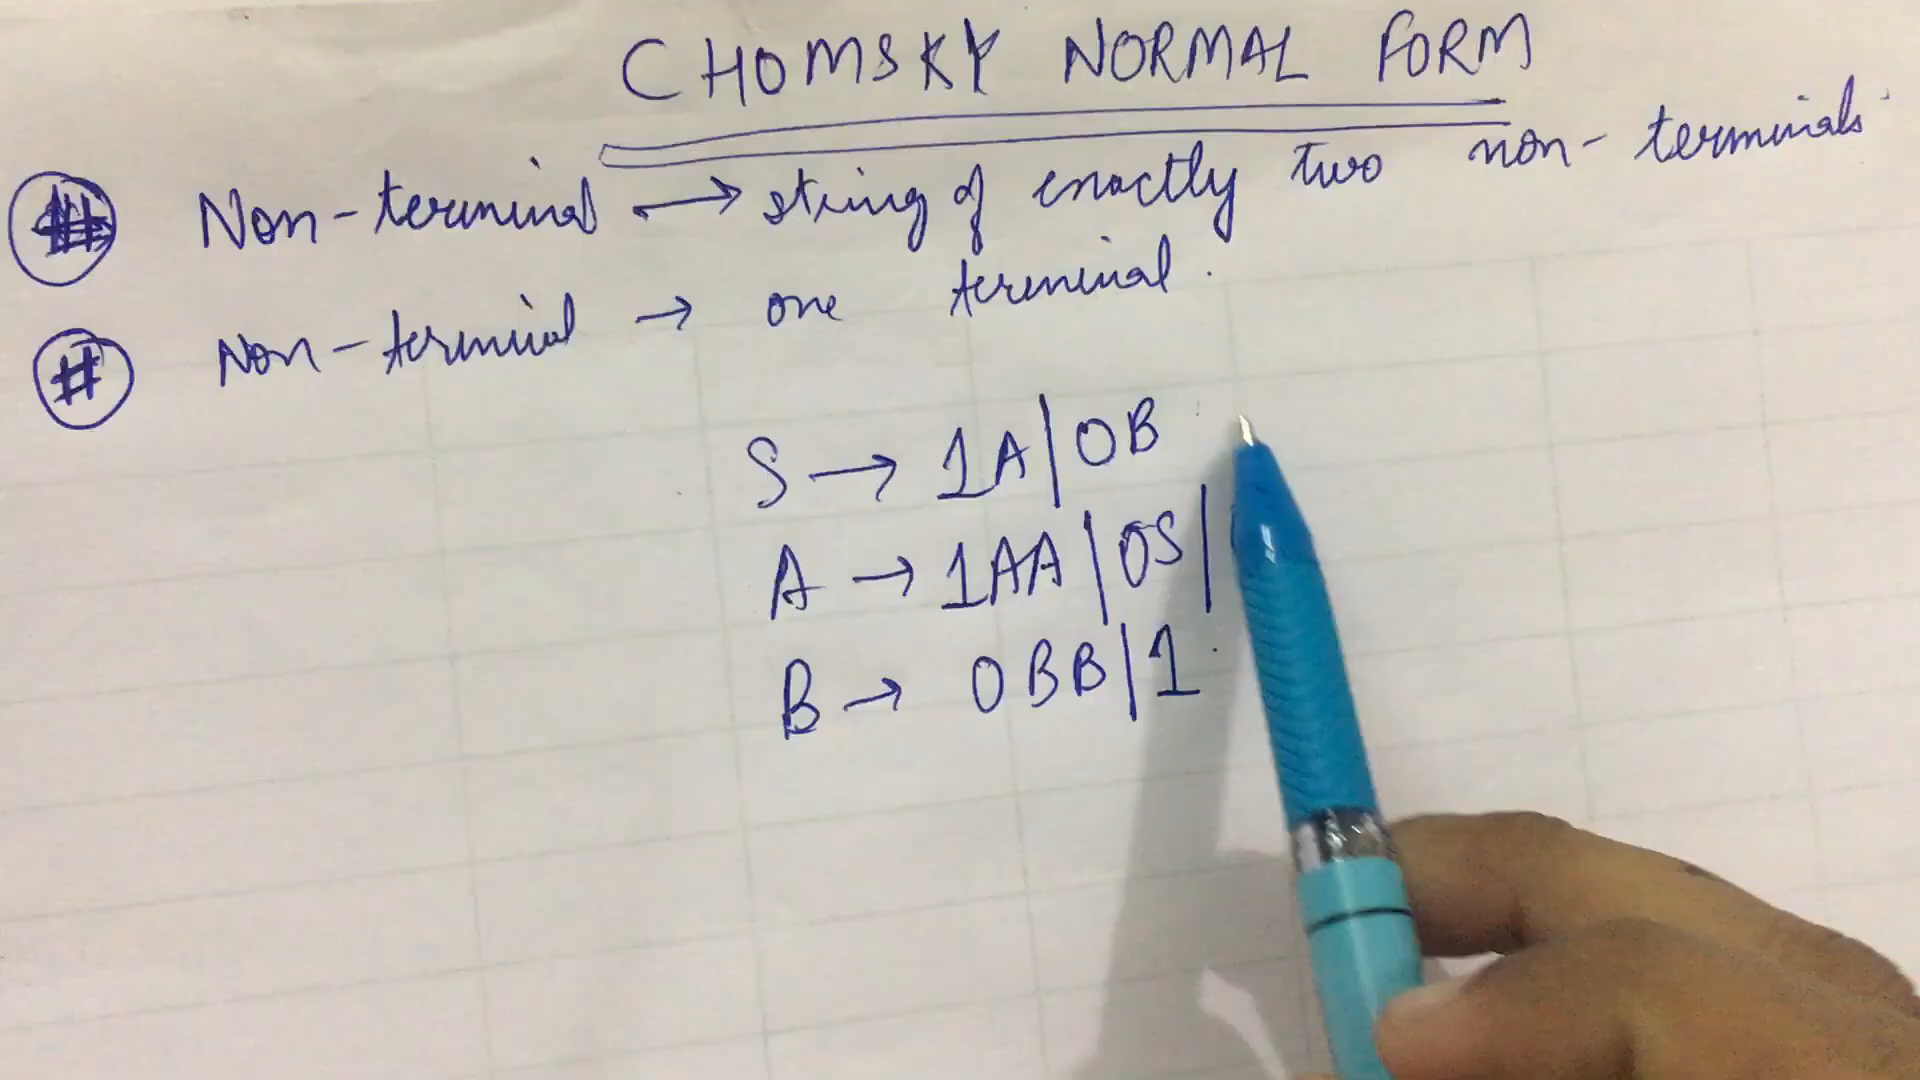 CHOMSKY NORMAL FORM
# Non-terminal → string of exactly two non-terminals.
# Non-terminal → one terminal.
S → 1A|0B
A → 1AA|0S|
B → 0BB|1